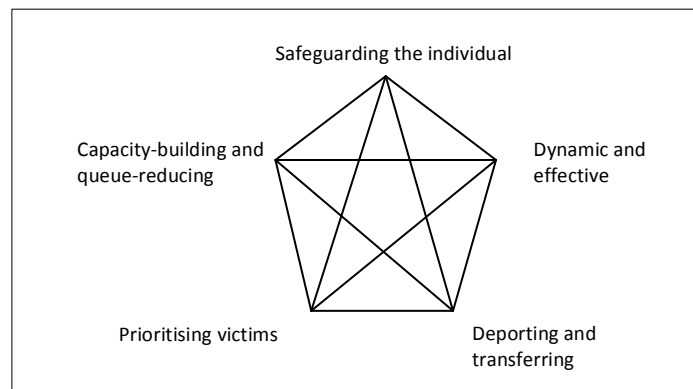 Safeguarding the individual
Capacity-building and
queue-reducing
Dynamic and
effective
Prioritising victims
Deporting and
transferring